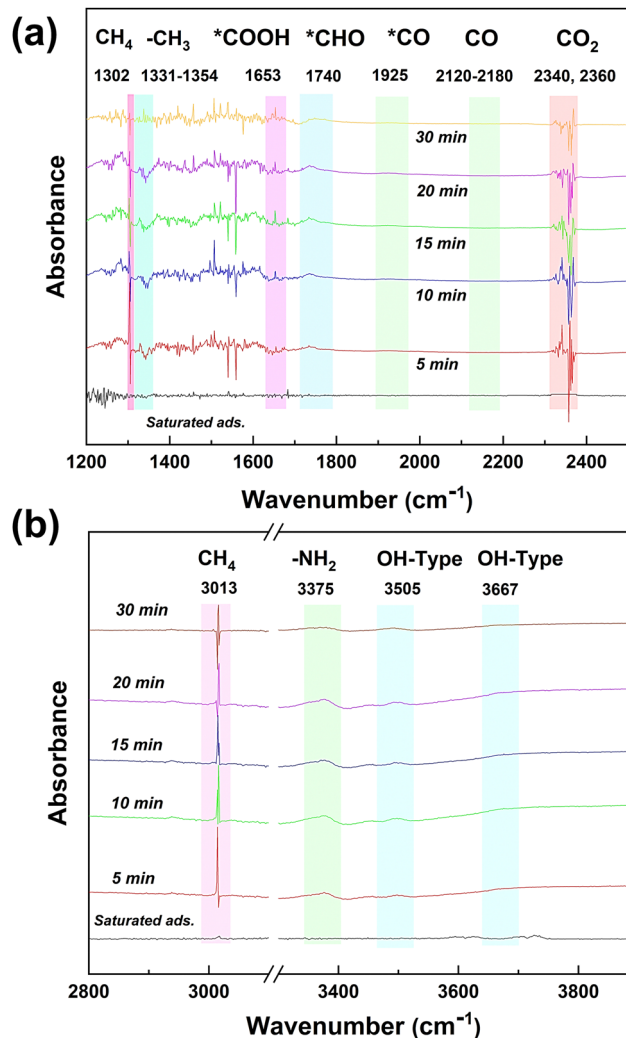 (a)
CH₄ -CH₃ *COOH *CHO *CO CO CO₂
1302 1331-1354 1653 1740 1925 2120-2180 2340, 2360
30 min
20 min
15 min
10 min
5 min
Saturated ads.
Absorbance
1200 1400 1600 1800 2000 2200 2400
Wavenumber (cm⁻¹)
(b)
CH₄ -NH₂ OH-Type OH-Type
3013 3375 3505 3667
30 min
20 min
15 min
10 min
5 min
Saturated ads.
Absorbance
2800 3000 3400 3600 3800
Wavenumber (cm⁻¹)